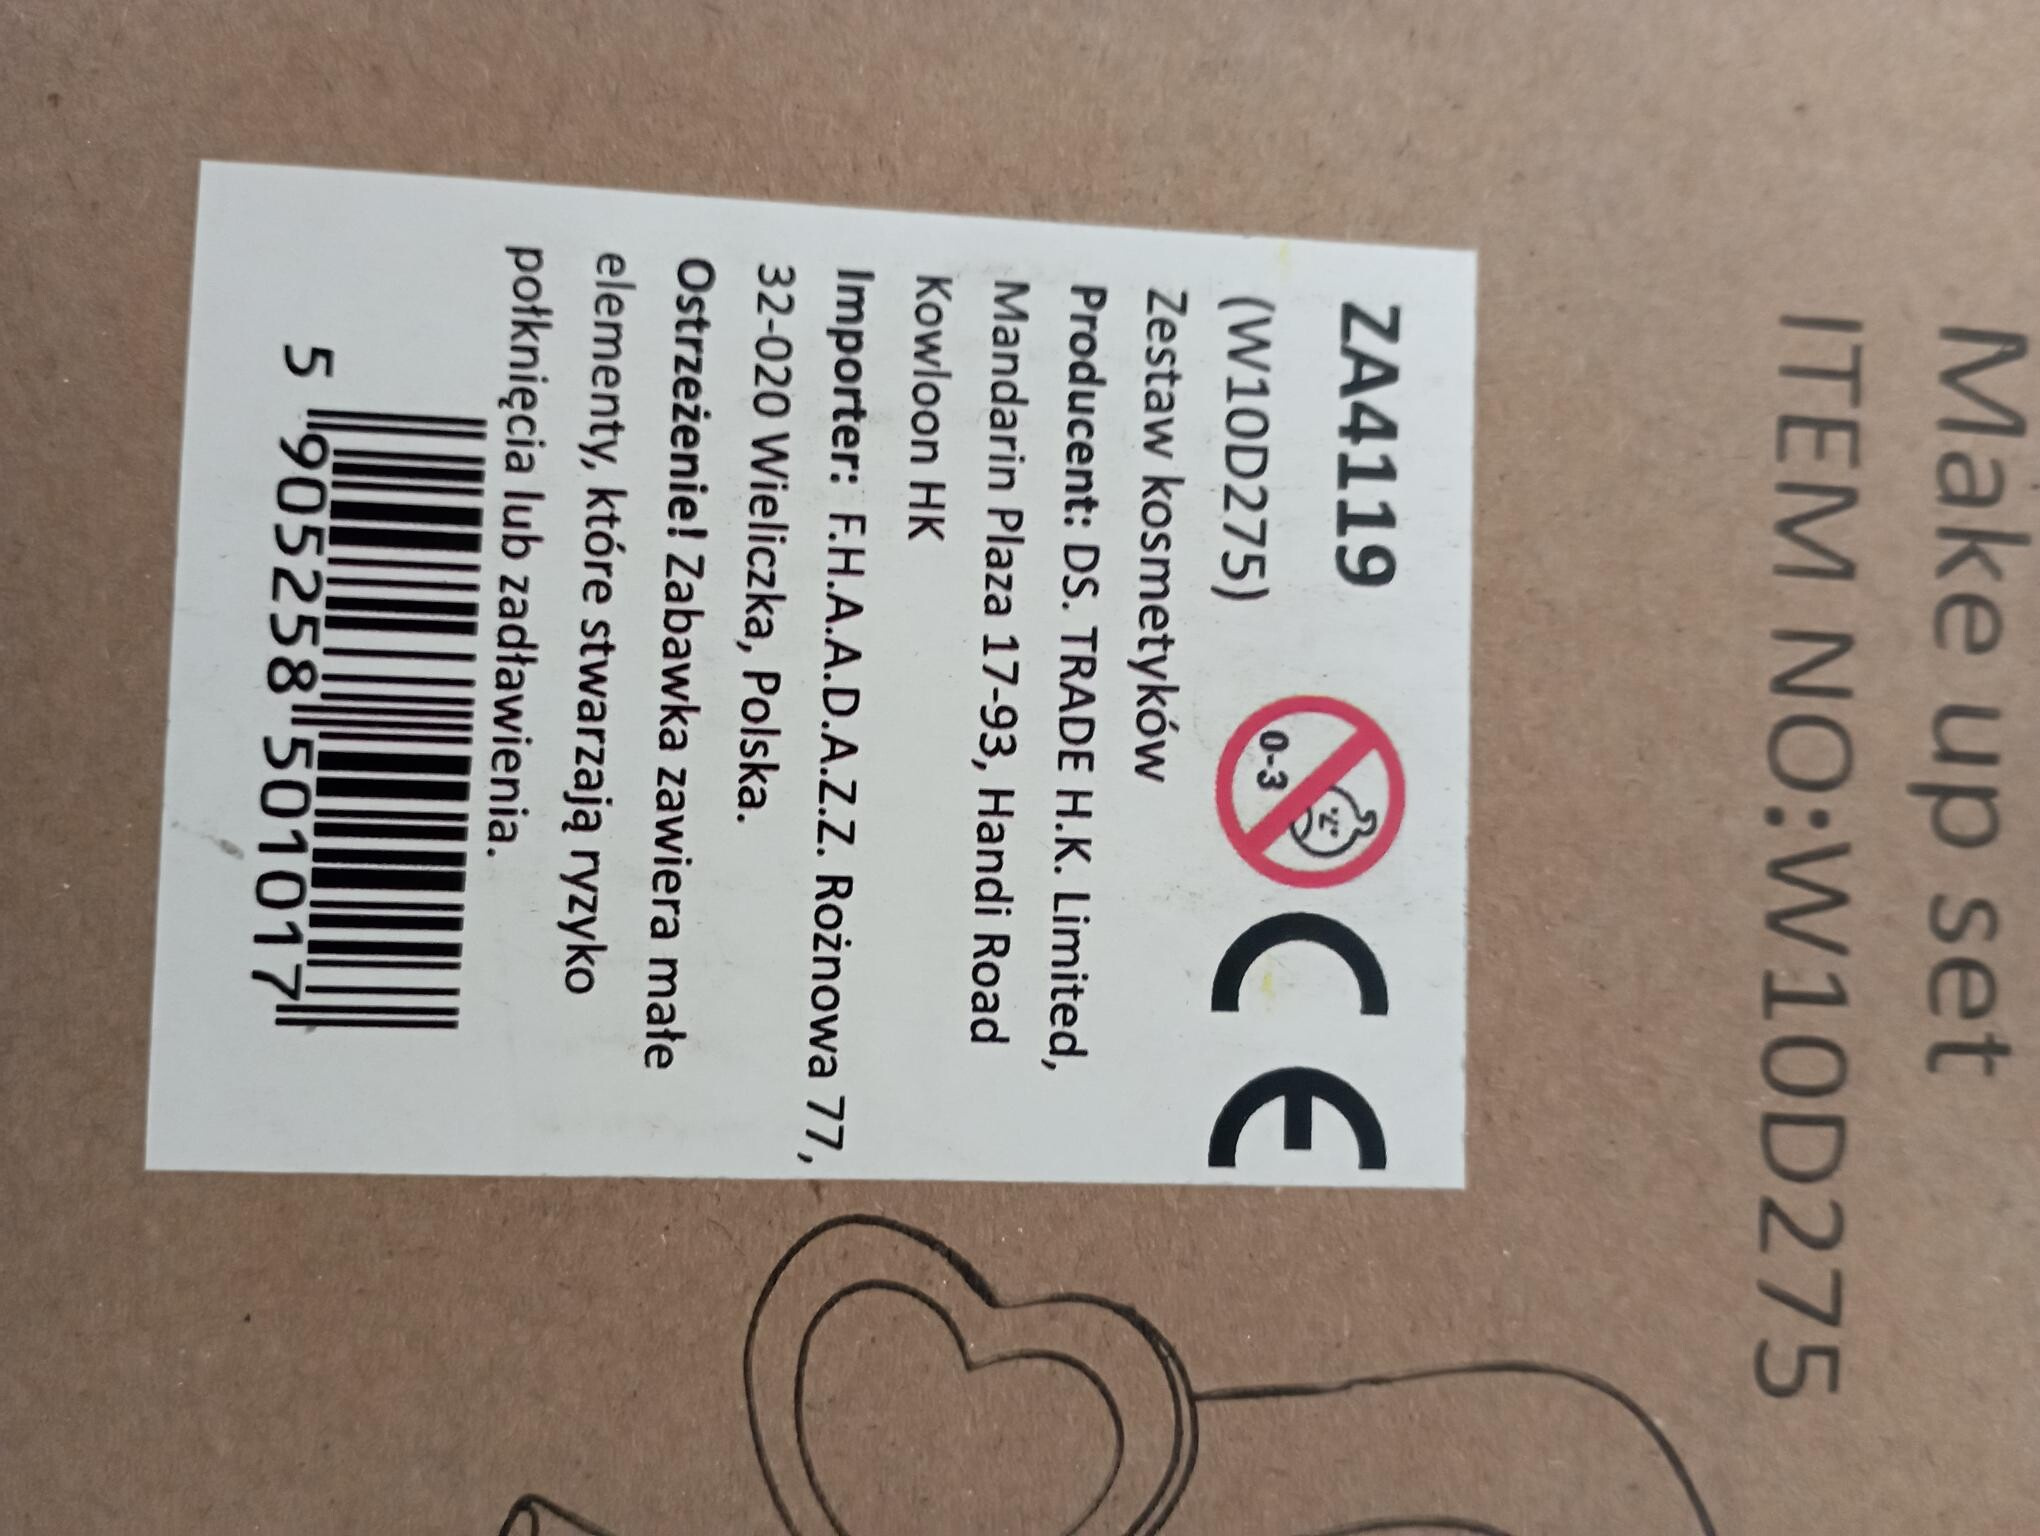 Make up set
ITEM NO:W10D275
ZA4119
(W10D275)
0-3
CE
Zestaw kosmetyków
Producent: DS. TRADE H.K. Limited,
Mandarin Plaza 17-93, Handi Road
Kowloon HK
Importer: F.H.A.A.D.A.Z.Z. Rożnowa 77,
32-020 Wieliczka, Polska.
Ostrzeżenie! Zabawka zawiera małe
elementy, które stwarzają ryzyko
połknięcia lub zadławienia.
5 905258 501017